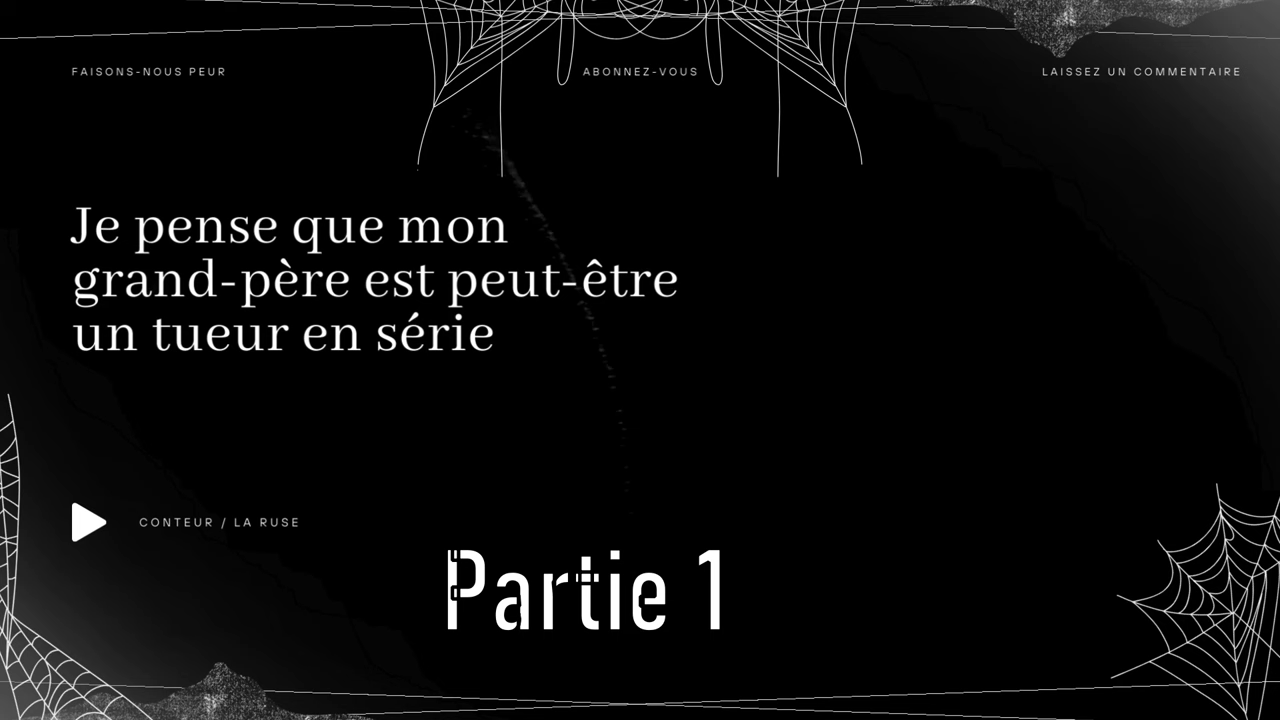 FAISONS-NOUS PEUR
ABONNEZ-VOUS
LAISSEZ UN COMMENTAIRE
Je pense que mon
grand-père est peut-être
un tueur en série
CONTEUR / LA RUSE
Partie 1